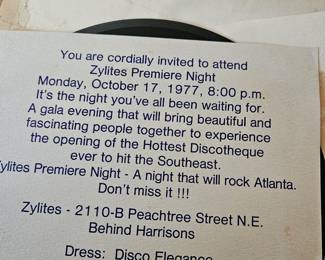 You are cordially invited to attend
Zylites Premiere Night
Monday, October 17, 1977, 8:00 p.m.
It's the night you've all been waiting for.
A gala evening that will bring beautiful and
fascinating people together to experience
the opening of the Hottest Discotheque
ever to hit the Southeast.
ylites Premiere Night - A night that will rock Atlanta.
Don't miss it !!!
Zylites - 2110-B Peachtree Street N.E.
Behind Harrisons
Dress: Disco Elegance